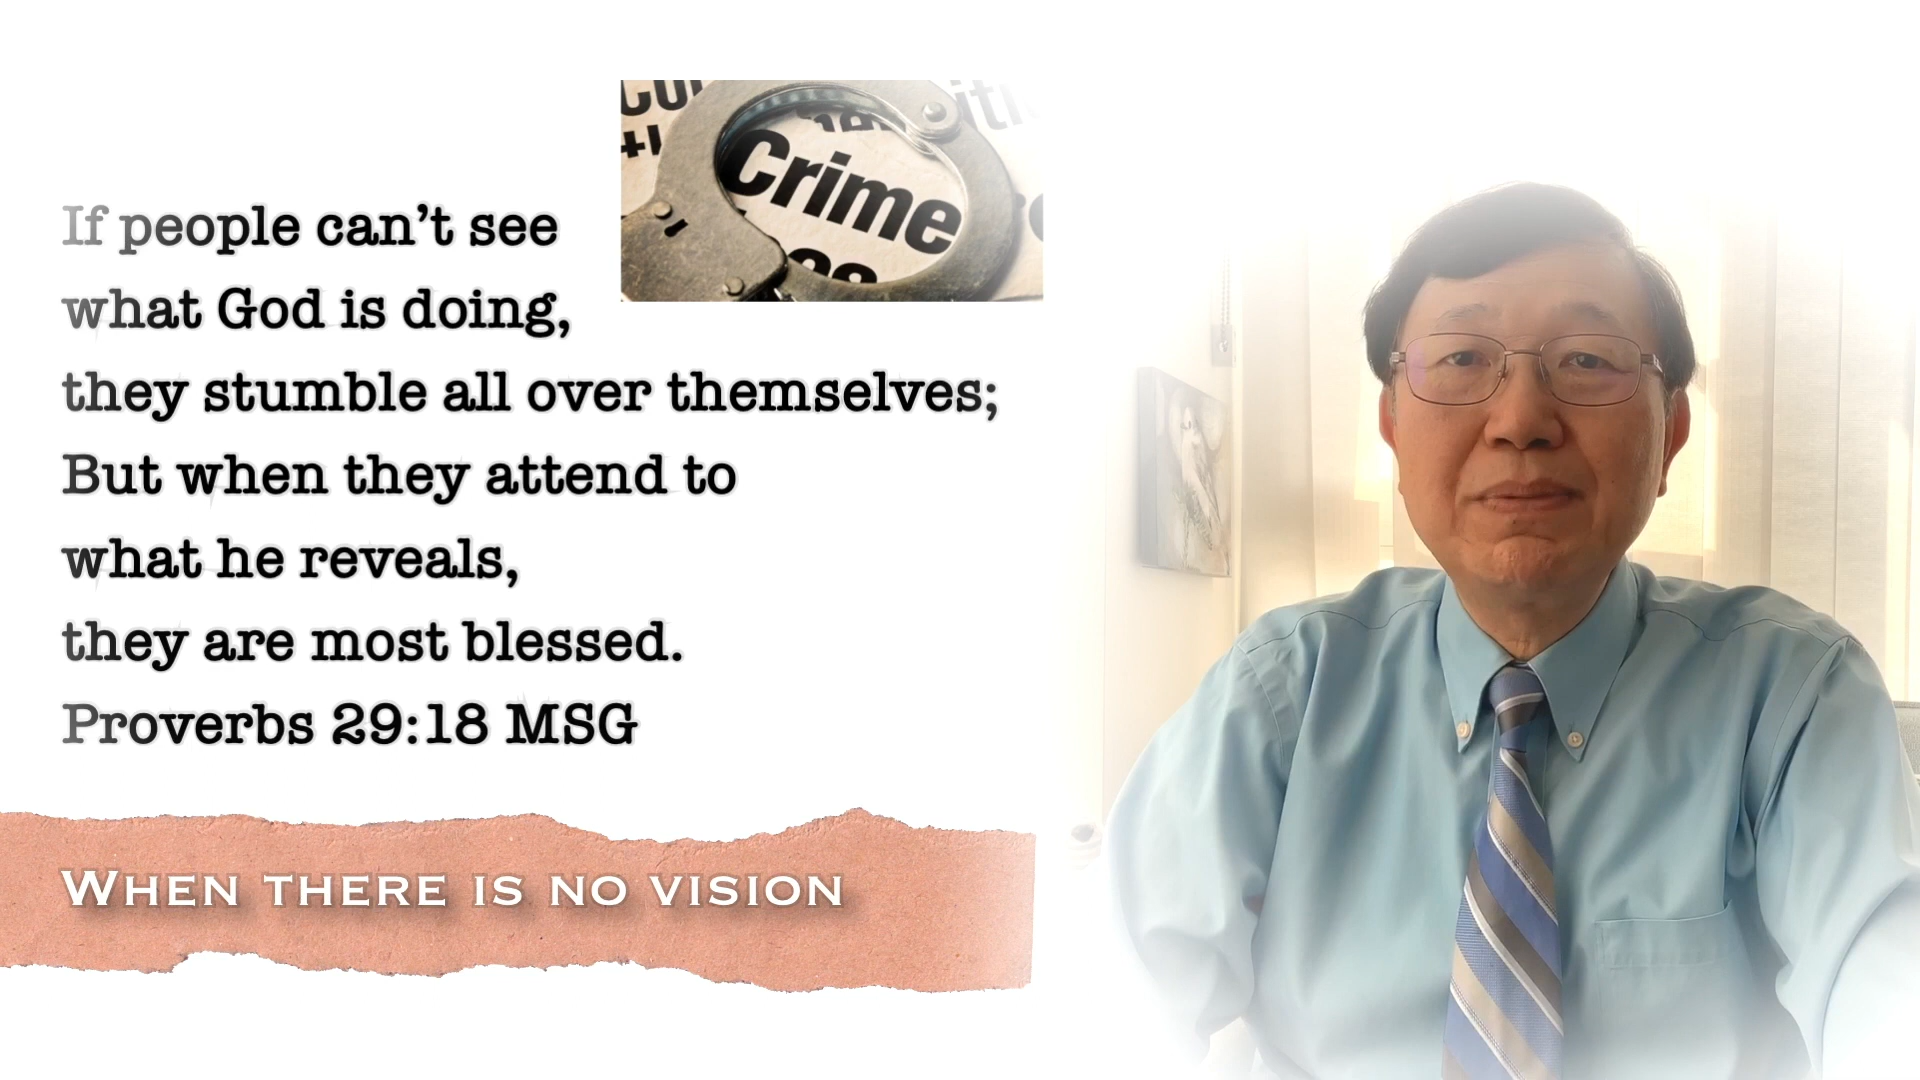 Crime
If people can’t see
what God is doing,
they stumble all over themselves;
But when they attend to
what he reveals,
they are most blessed.
Proverbs 29:18 MSG
When there is no vision